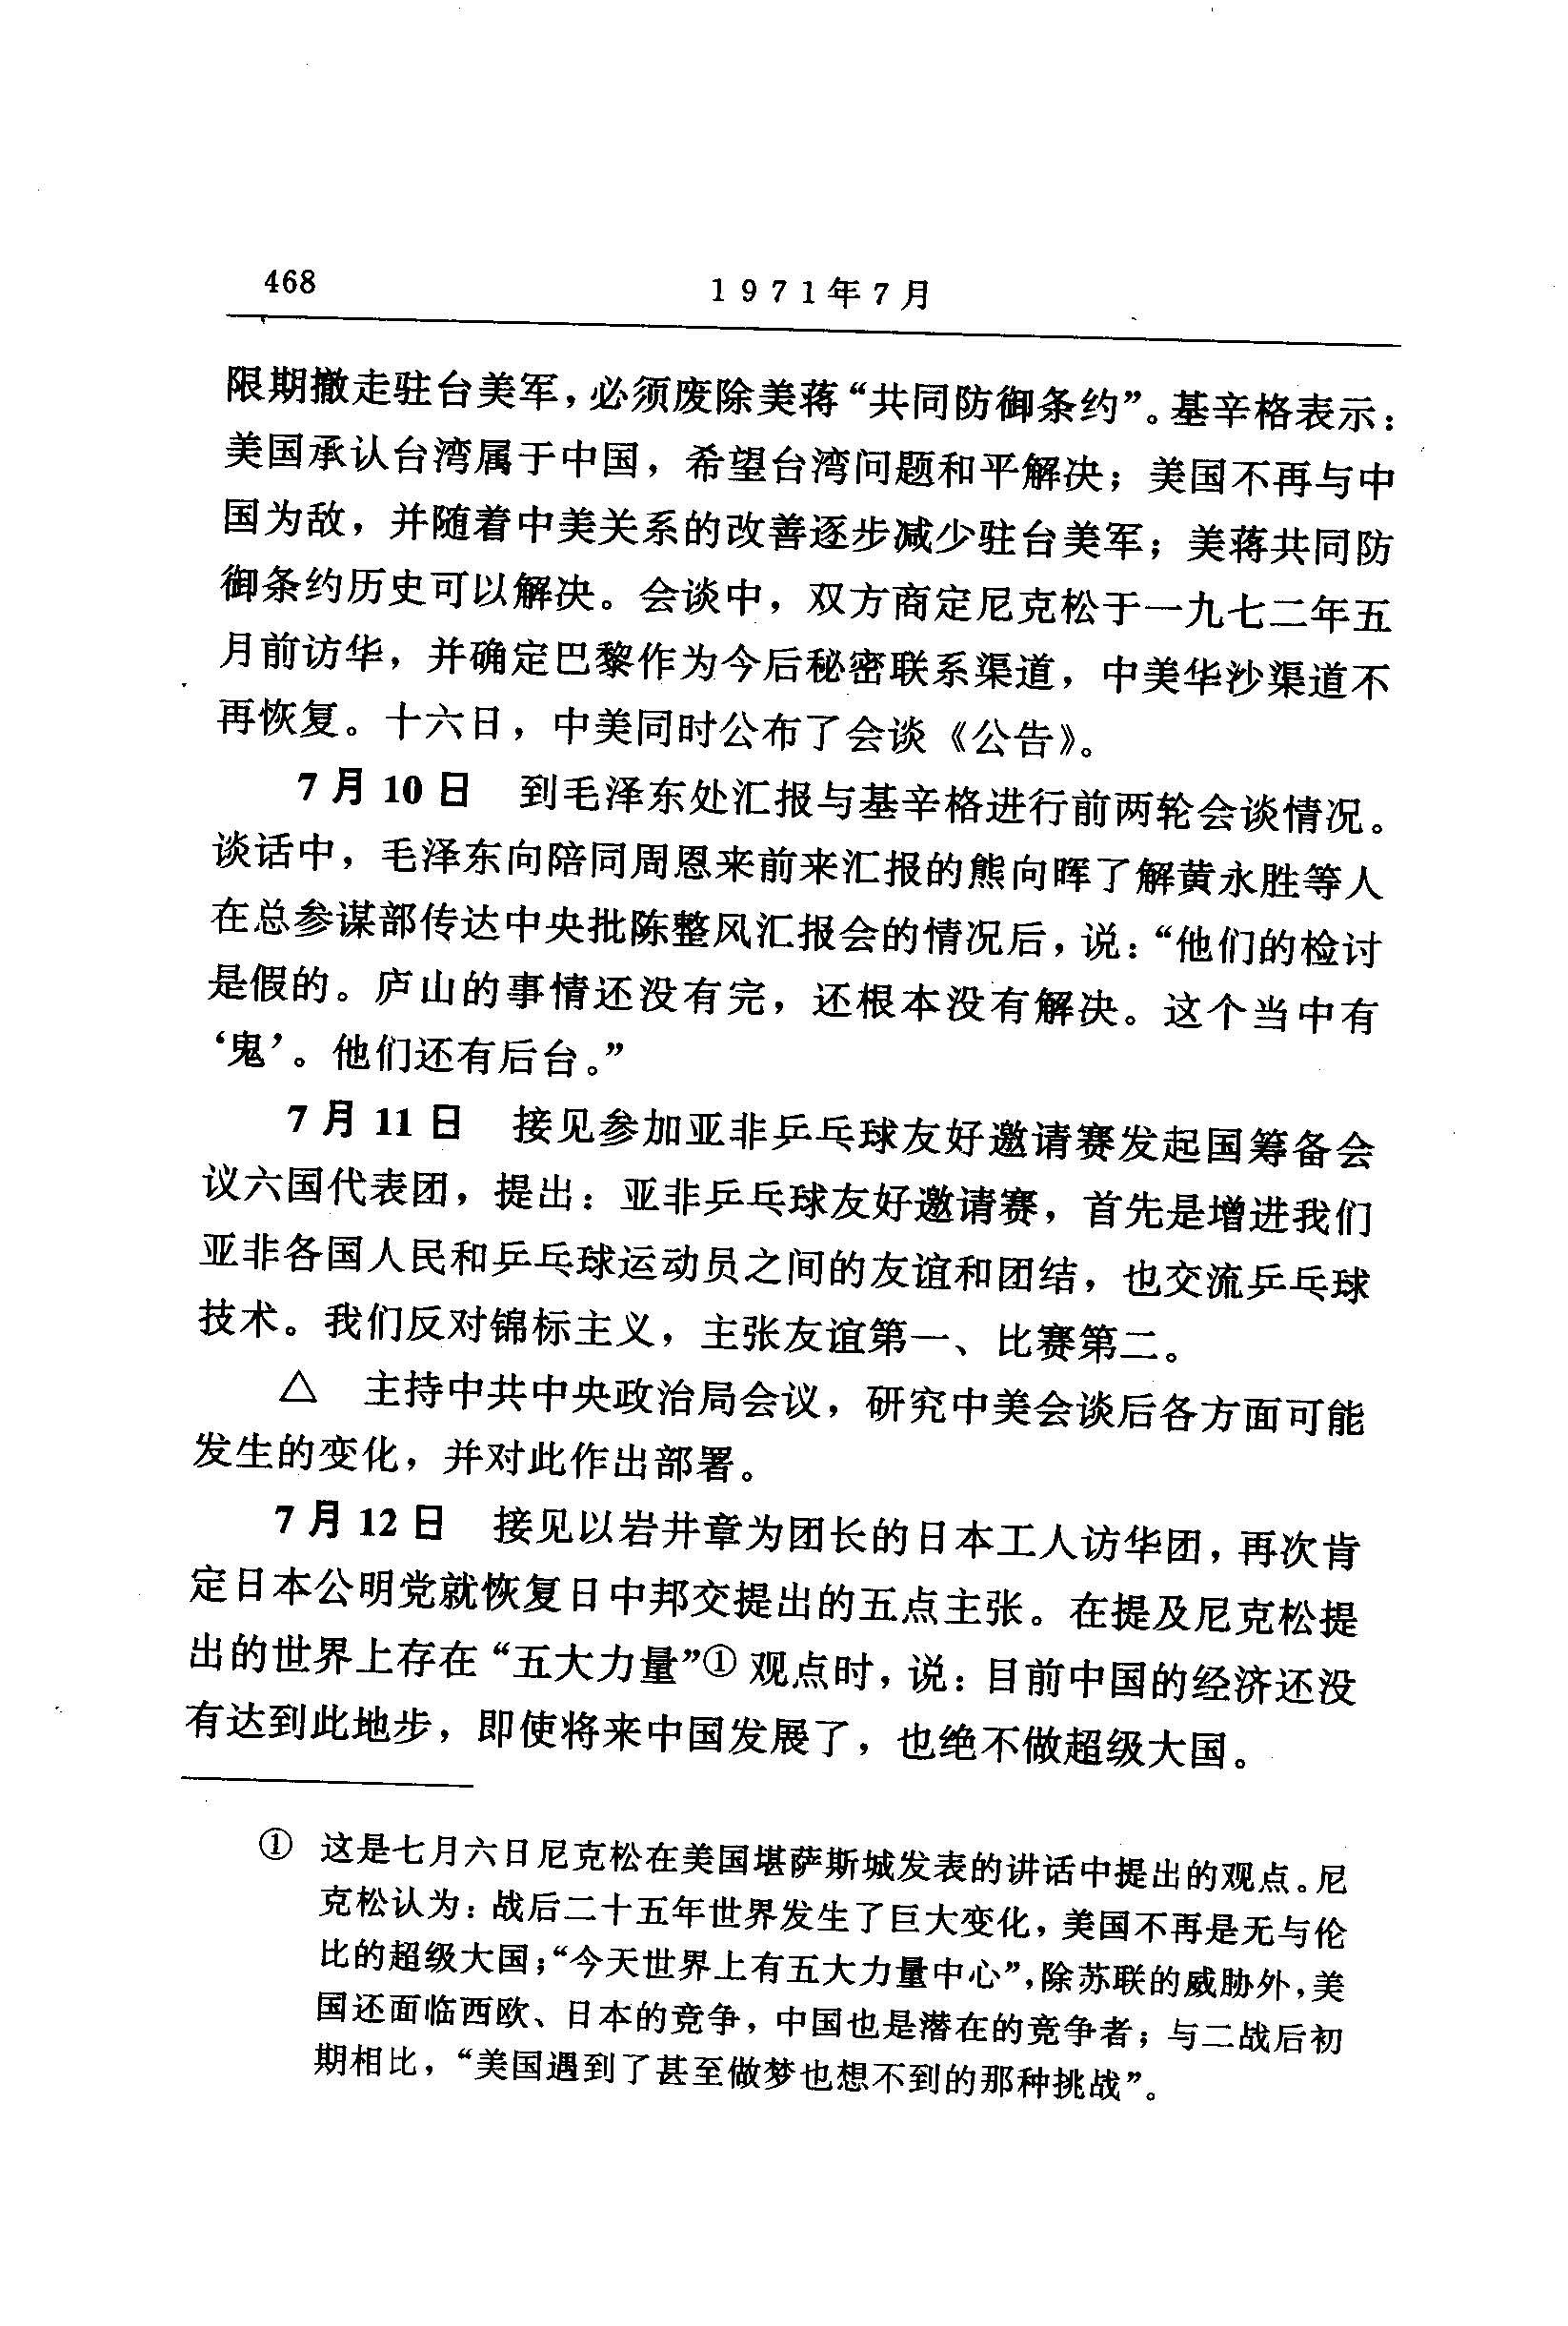 468
1971年7月
限期撤走驻台美军，必须废除美蒋“共同防御条约”。基辛格表示：
美国承认台湾属于中国，希望台湾问题和平解决；美国不再与中
国为敌，并随着中美关系的改善逐步减少驻台美军；美蒋共同防
御条约历史可以解决。会谈中，双方商定尼克松于一九七二年五
月前访华，并确定巴黎作为今后秘密联系渠道，中美华沙渠道不
再恢复。十六日，中美同时公布了会谈《公告》。
7月10日　到毛泽东处汇报与基辛格进行前两轮会谈情况。
谈话中，毛泽东向陪同周恩来前来汇报的熊向晖了解黄永胜等人
在总参谋部传达中央批陈整风汇报会的情况后，说：“他们的检讨
是假的。庐山的事情还没有完，还根本没有解决。这个当中有
‘鬼’。他们还有后台。”
7月11日　接见参加亚非乒乓球友好邀请赛发起国筹备会
议六国代表团，提出：亚非乒乓球友好邀请赛，首先是增进我们
亚非各国人民和乒乓球运动员之间的友谊和团结，也交流乒乓球
技术。我们反对锦标主义，主张友谊第一、比赛第二。
△　主持中共中央政治局会议，研究中美会谈后各方面可能
发生的变化，并对此作出部署。
7月12日　接见以岩井章为团长的日本工人访华团，再次肯
定日本公明党就恢复日中邦交提出的五点主张。在提及尼克松提
出的世界上存在“五大力量”①观点时，说：目前中国的经济还没
有达到此地步，即使将来中国发展了，也绝不做超级大国。
①　这是七月六日尼克松在美国堪萨斯城发表的讲话中提出的观点。尼
克松认为：战后二十五年世界发生了巨大变化，美国不再是无与伦
比的超级大国；“今天世界上有五大力量中心”，除苏联的威胁外，美
国还面临西欧、日本的竞争，中国也是潜在的竞争者；与二战后初
期相比，“美国遇到了甚至做梦也想不到的那种挑战”。